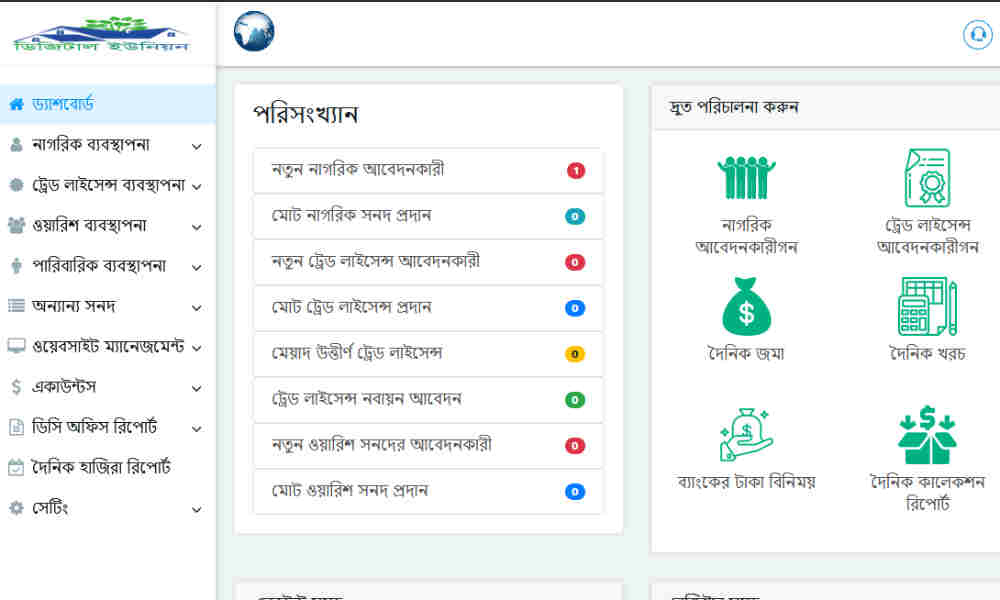 ডিজিটাল ইউনিয়ন
ড্যাশবোর্ড
নাগরিক ব্যবস্থাপনা
ট্রেড লাইসেন্স ব্যবস্থাপনা
ওয়ারিশ ব্যবস্থাপনা
পারিবারিক ব্যবস্থাপনা
অন্যান্য সনদ
ওয়েবসাইট ম্যানেজমেন্ট
একাউন্টস
ডিসি অফিস রিপোর্ট
দৈনিক হাজিরা রিপোর্ট
সেটিং
পরিসংখ্যান
নতুন নাগরিক আবেদনকারী 1
মোট নাগরিক সনদ প্রদান 0
নতুন ট্রেড লাইসেন্স আবেদনকারী 0
মোট ট্রেড লাইসেন্স প্রদান 0
মেয়াদ উত্তীর্ণ ট্রেড লাইসেন্স 0
ট্রেড লাইসেন্স নবায়ন আবেদন 0
নতুন ওয়ারিশ সনদের আবেদনকারী 0
মোট ওয়ারিশ সনদ প্রদান 0
দ্রুত পরিচালনা করুন
নাগরিক
আবেদনকারীগন
ট্রেড লাইসেন্স
আবেদনকারীগন
দৈনিক জমা
দৈনিক খরচ
ব্যাংকের টাকা বিনিময়
দৈনিক কালেকশন
রিপোর্ট